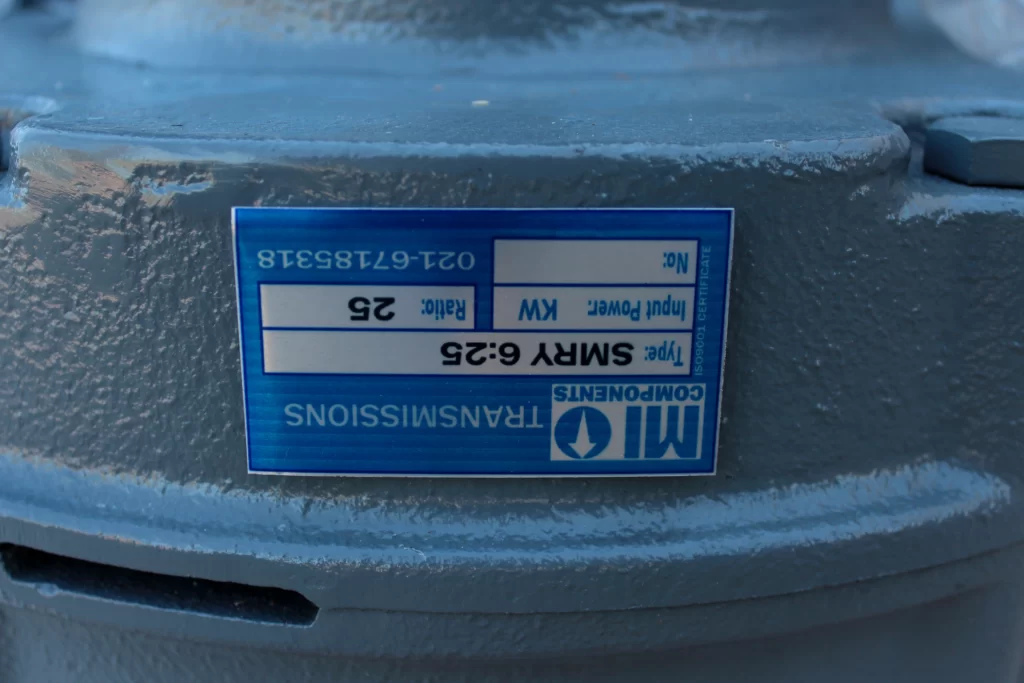 MI
COMPONENTS
TRANSMISSIONS
Type: SMRY 6:25
Input Power: KW
Ratio: 25
No:
021-67185318
ISO9001 CERTIFICATE